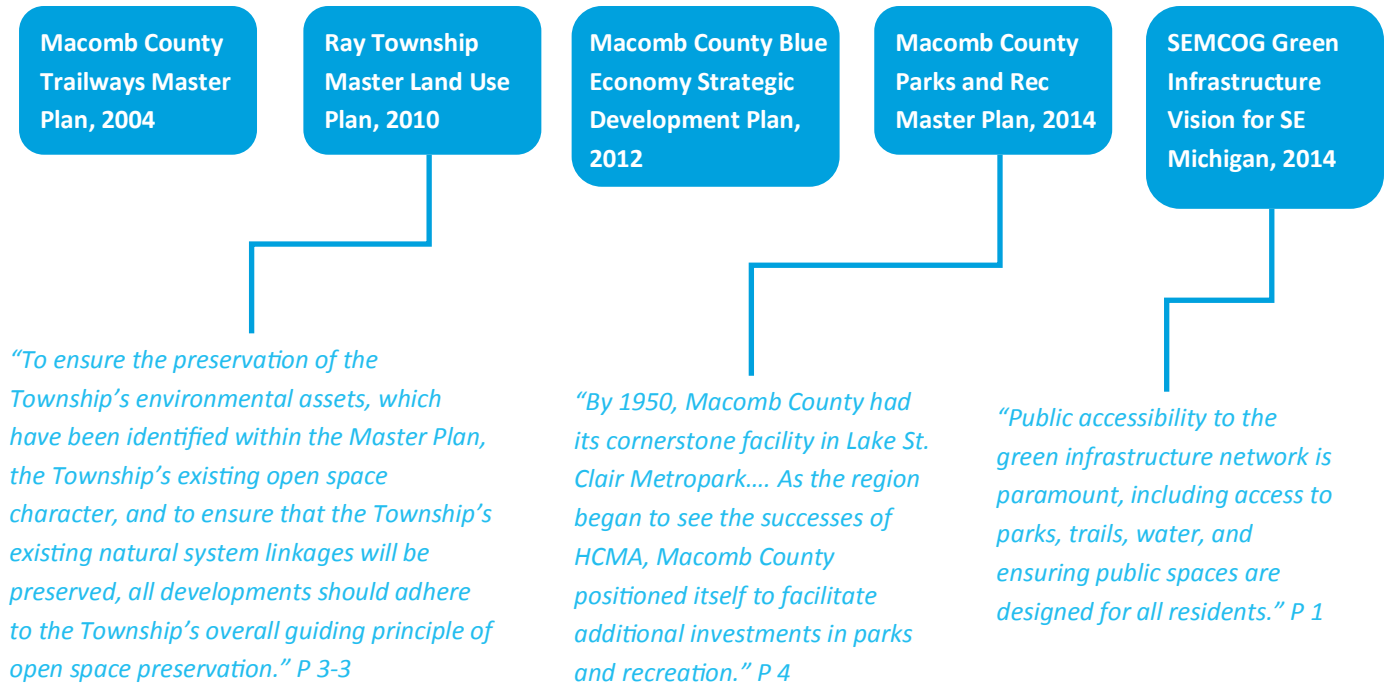 Macomb County
Trailways Master
Plan, 2004
Ray Township
Master Land Use
Plan, 2010
Macomb County Blue
Economy Strategic
Development Plan,
2012
Macomb County
Parks and Rec
Master Plan, 2014
SEMCOG Green
Infrastructure
Vision for SE
Michigan, 2014
“To ensure the preservation of the
Township’s environmental assets, which
have been identified within the Master Plan,
the Township’s existing open space
character, and to ensure that the Township’s
existing natural system linkages will be
preserved, all developments should adhere
to the Township’s overall guiding principle of
open space preservation.” P 3-3
“By 1950, Macomb County had
its cornerstone facility in Lake St.
Clair Metropark.... As the region
began to see the successes of
HCMA, Macomb County
positioned itself to facilitate
additional investments in parks
and recreation.” P 4
“Public accessibility to the
green infrastructure network is
paramount, including access to
parks, trails, water, and
ensuring public spaces are
designed for all residents.” P 1